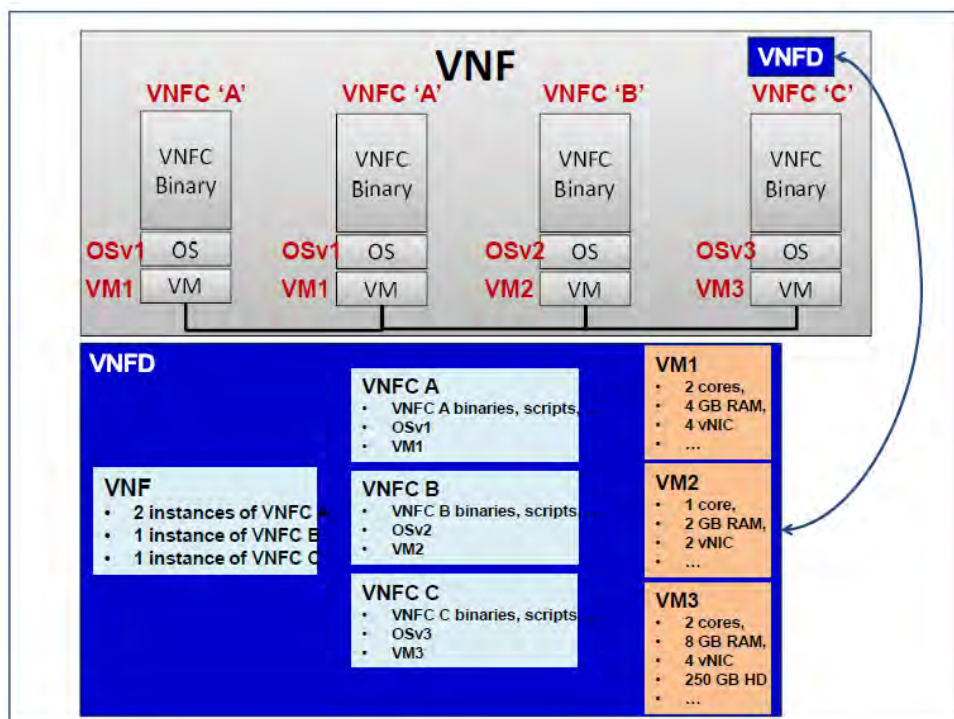 VNF
VNFD
VNFC ‘A’
VNFC ‘A’
VNFC ‘B’
VNFC ‘C’
VNFC
Binary
VNFC
Binary
VNFC
Binary
VNFC
Binary
OSv1
OS
OSv1
OS
OSv2
OS
OSv3
OS
VM1
VM
VM1
VM
VM2
VM
VM3
VM
VNFD
VNF
• 2 instances of VNFC A
• 1 instance of VNFC B
• 1 instance of VNFC C
VNFC A
• VNFC A binaries, scripts, …
• OSv1
• VM1
VNFC B
• VNFC B binaries, scripts, …
• OSv2
• VM2
VNFC C
• VNFC C binaries, scripts, …
• OSv3
• VM3
VM1
• 2 cores,
• 4 GB RAM,
• 4 vNIC
• …
VM2
• 1 core,
• 2 GB RAM,
• 2 vNIC
• …
VM3
• 2 cores,
• 8 GB RAM,
• 4 vNIC
• 250 GB HD
• …